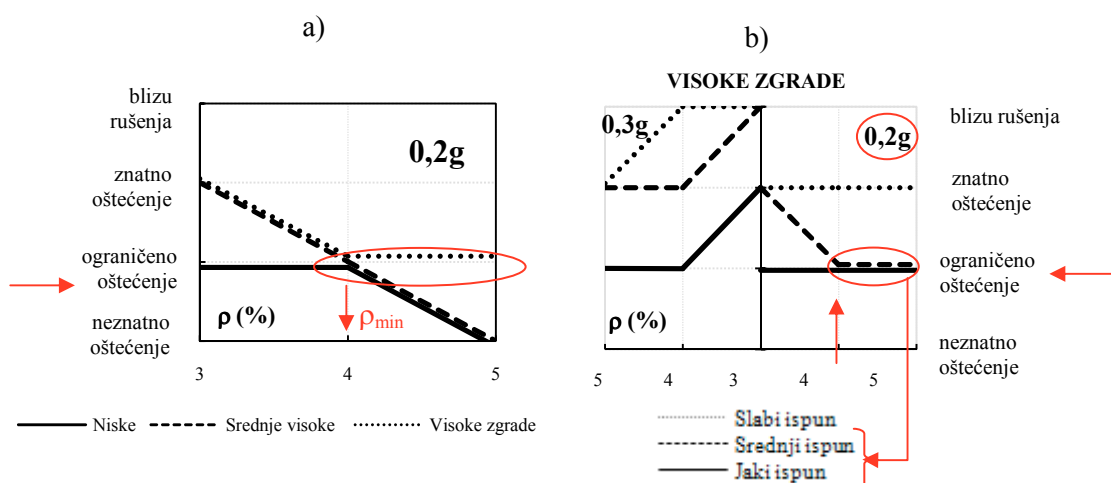 a)
blizu
rušenja
znatno
oštećenje
ograničeno
oštećenje
neznatno
oštećenje
0,2g
ρ (%)
ρmin
3 4 5
Niske Srednje visoke Visoke zgrade
b)
VISOKE ZGRADE
0,3g
0,2g
ρ (%)
blizu rušenja
znatno
oštećenje
ograničeno
oštećenje
neznatno
oštećenje
5 4 3 4 5
Slabi ispun
Srednji ispun
Jaki ispun